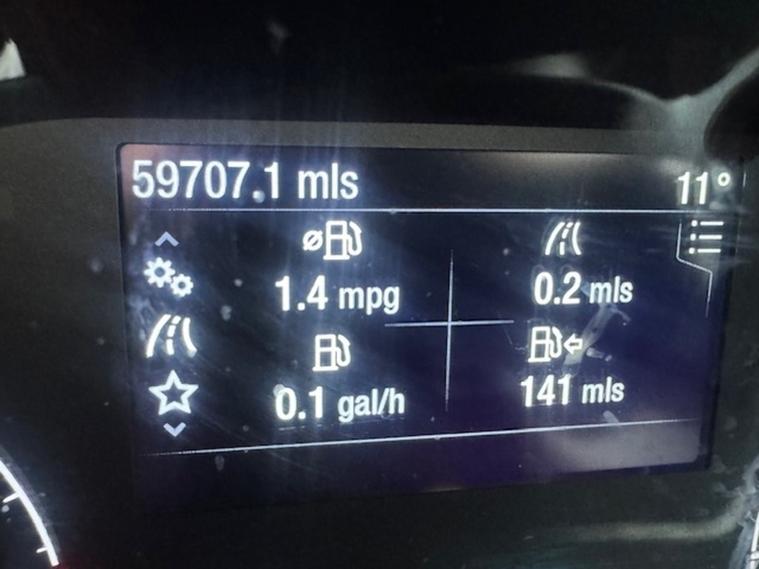 59707.1 mls 11°
1.4 mpg 0.2 mls
0.1 gal/h 141 mls